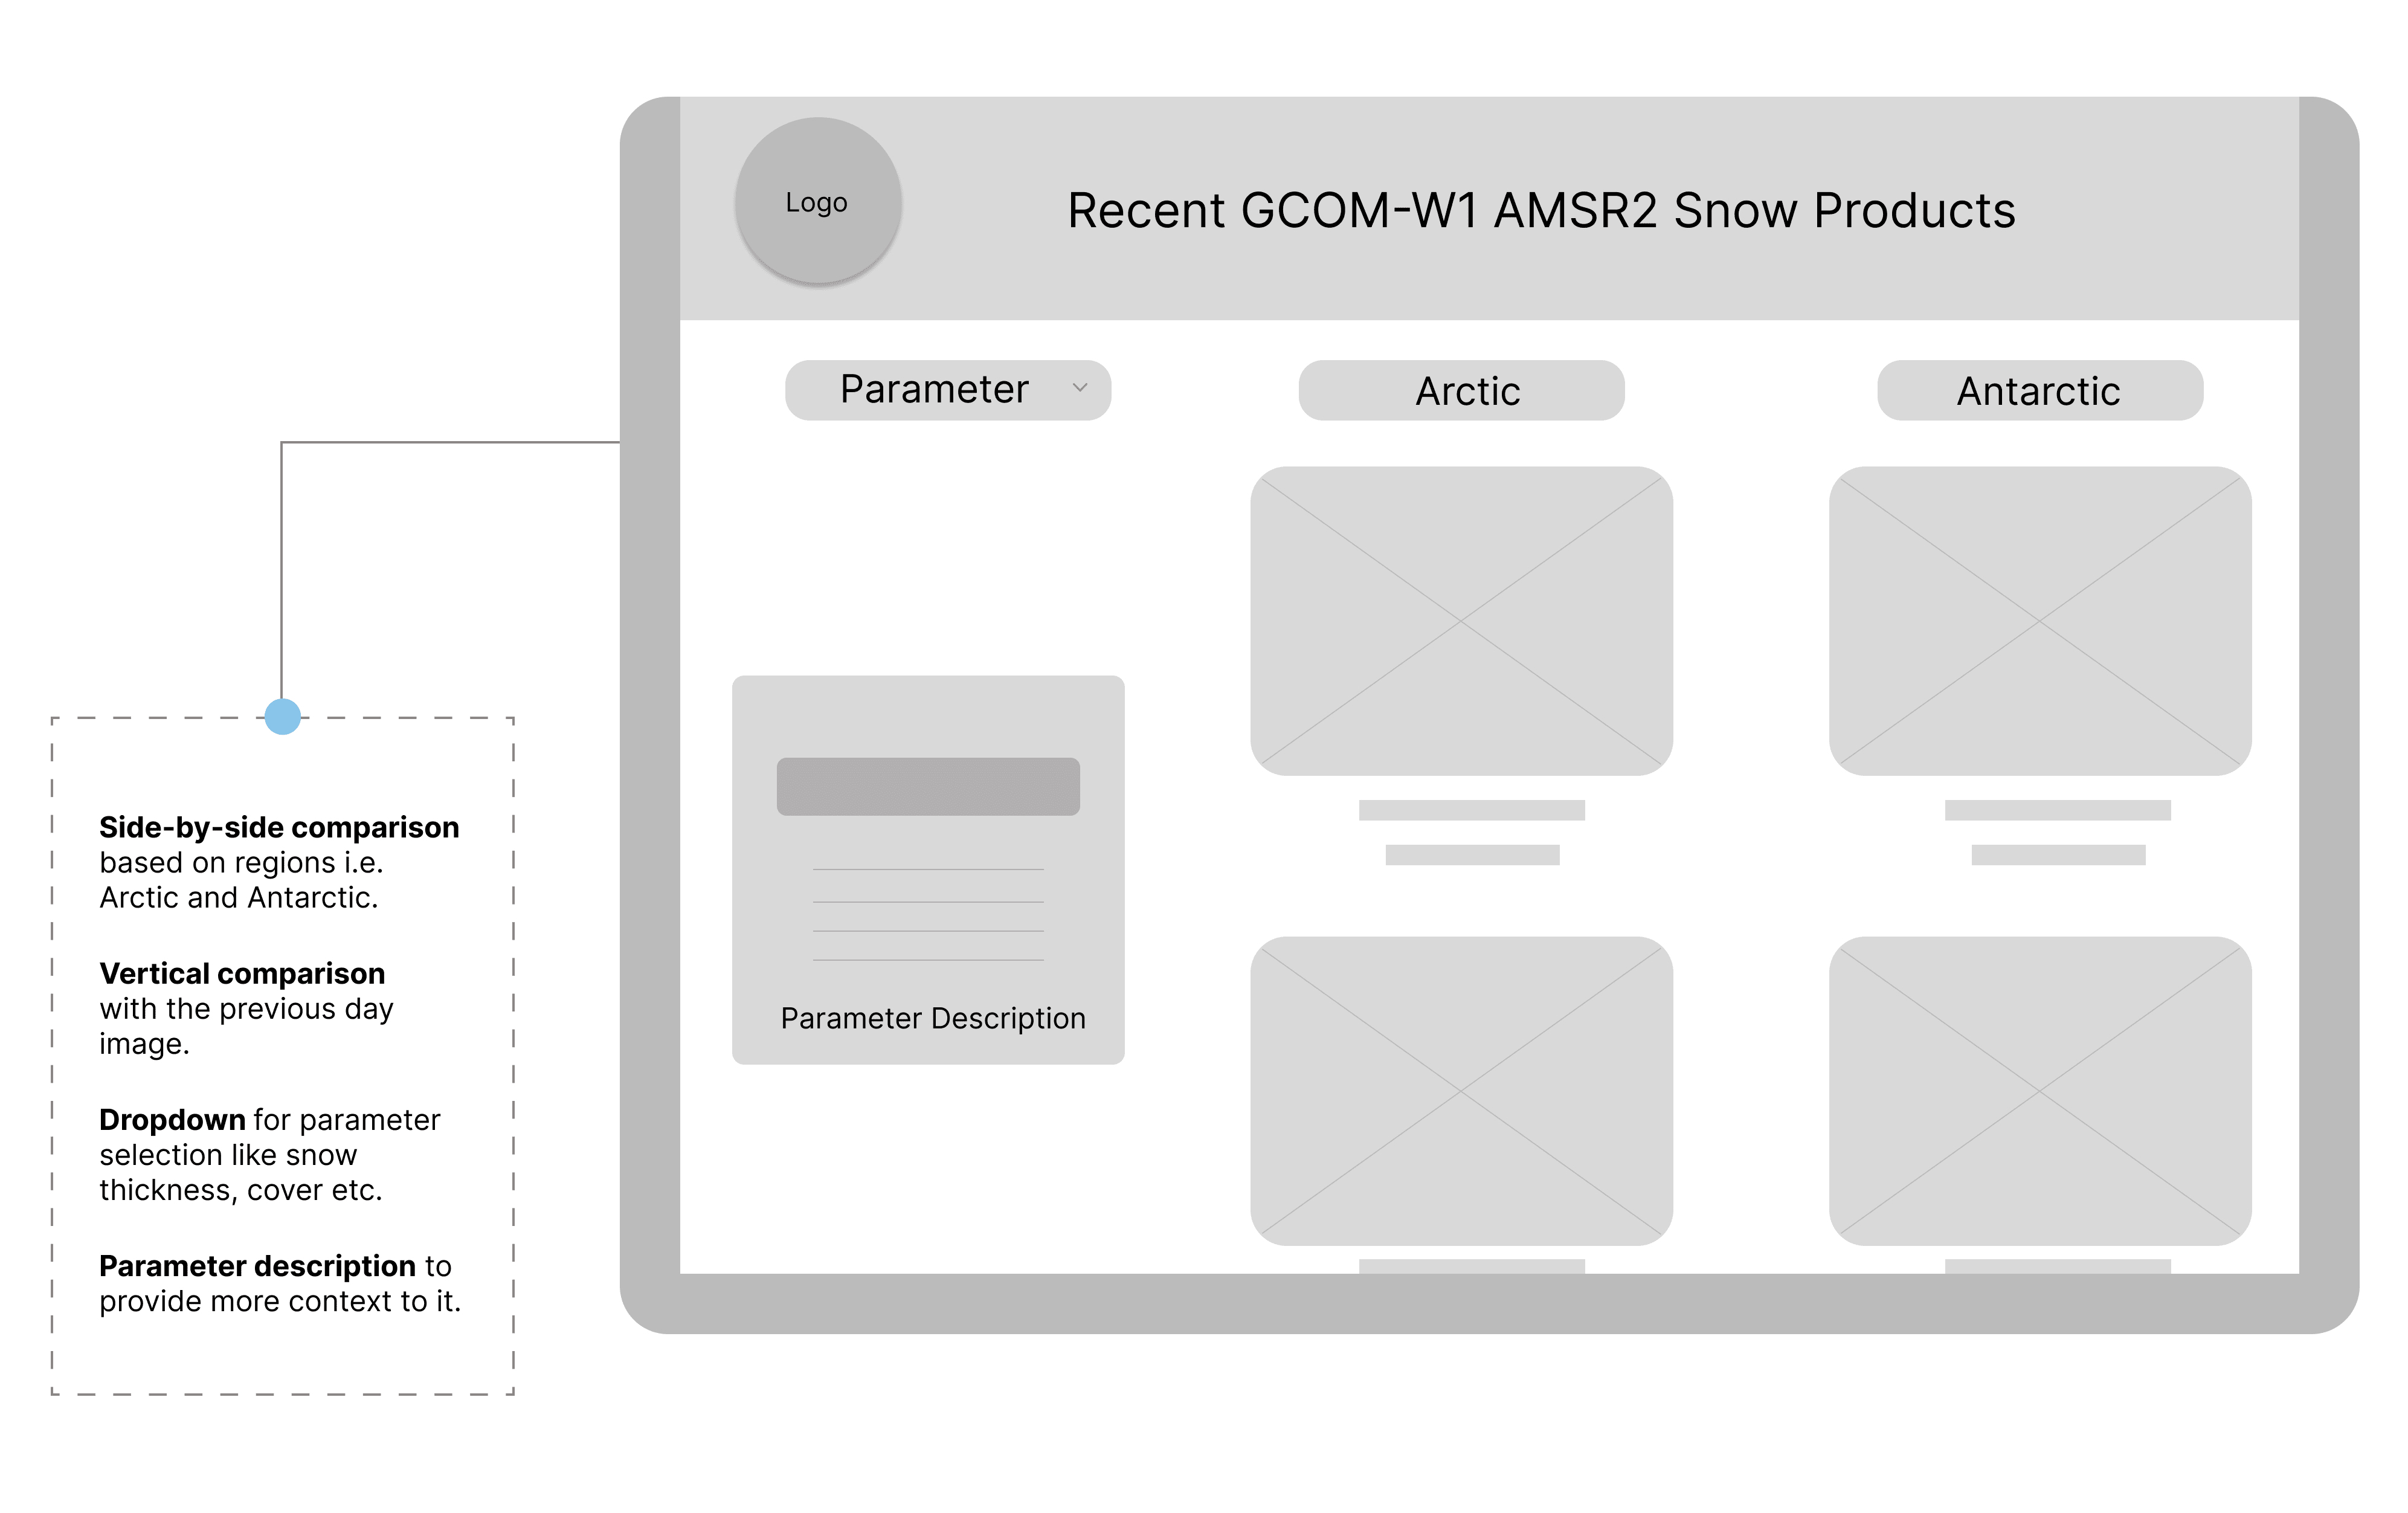 Logo
Recent GCOM-W1 AMSR2 Snow Products
Parameter
Arctic
Antarctic
Parameter Description
Side-by-side comparison
based on regions i.e.
Arctic and Antarctic.
Vertical comparison
with the previous day
image.
Dropdown for parameter
selection like snow
thickness, cover etc.
Parameter description to
provide more context to it.